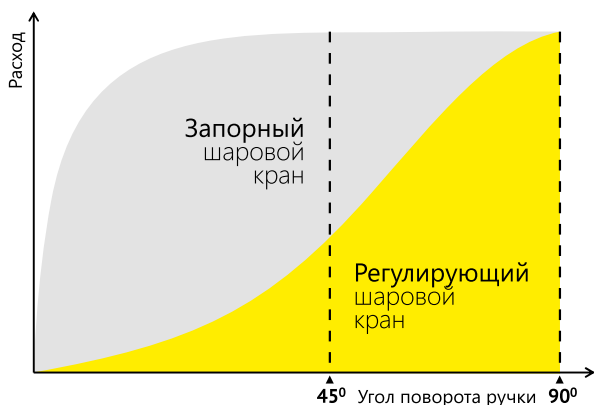 Расход
Запорный
шаровой
кран
Регулирующий
шаровой
кран
45⁰ Угол поворота ручки 90⁰